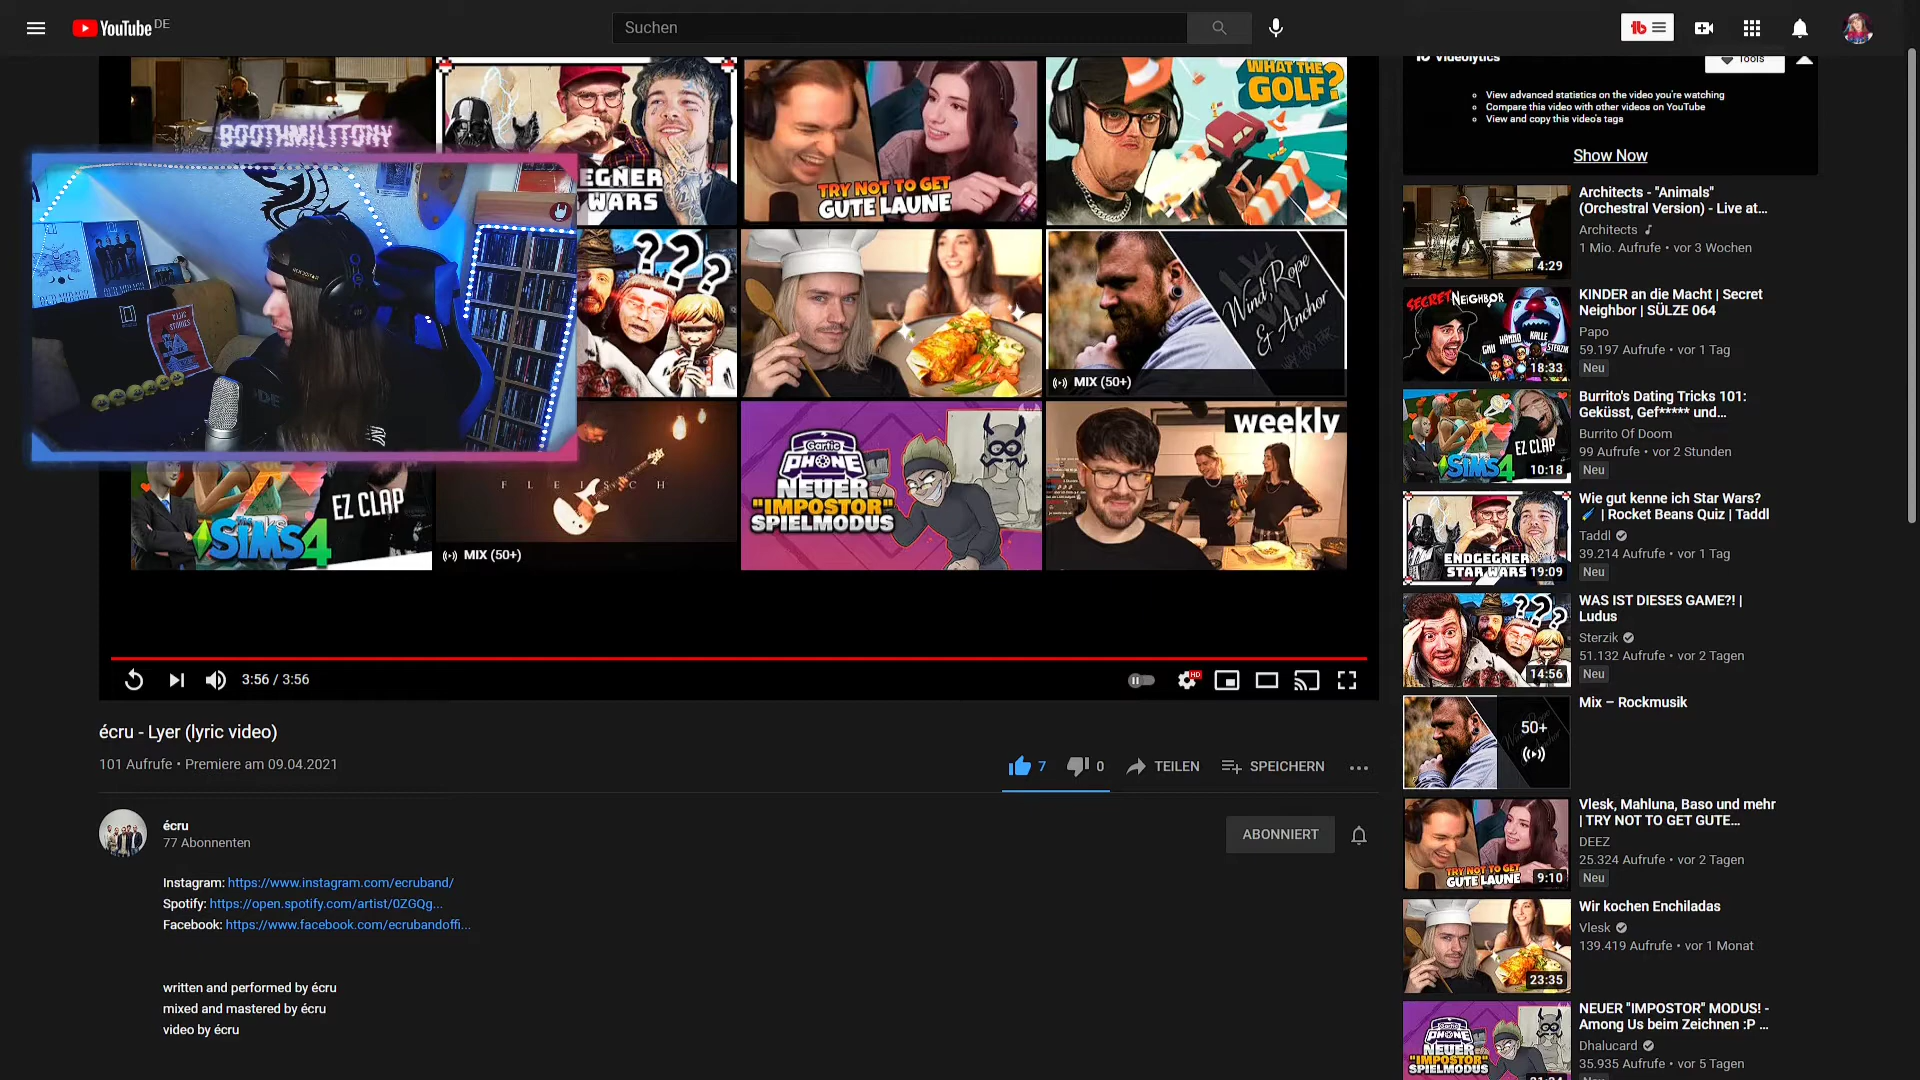 YouTube DE
Suchen
BOOTHMILTTONY
EGNER
WARS
TRY NOT TO GET
GUTE LAUNE
WHAT THE
GOLF?
???
Wind, Rope
& Anchor
MIX (50+)
EZ CLAP
SIMS4
FLEISCH
MIX (50+)
Gartic
PHONE
NEUER
"IMPOSTOR"
SPIELMODUS
weekly
3:56 / 3:56
HD
écru - Lyer (lyric video)
101 Aufrufe • Premiere am 09.04.2021
7
0
TEILEN
SPEICHERN
écru
77 Abonnenten
ABONNIERT
Instagram: https://www.instagram.com/ecruband/
Spotify: https://open.spotify.com/artist/0ZGQg...
Facebook: https://www.facebook.com/ecrubandoffi...
written and performed by écru
mixed and mastered by écru
video by écru
Videolytics
Tools
View advanced statistics on the video you're watching
Compare this video with other videos on YouTube
View and copy this video's tags
Show Now
4:29
Architects - "Animals"
(Orchestral Version) - Live at...
Architects
1 Mio. Aufrufe • vor 3 Wochen
SECRET NEIGHBOR
GNU HANNO KALLE STERZIK
18:33
KINDER an die Macht | Secret
Neighbor | SÜLZE 064
Papo
59.197 Aufrufe • vor 1 Tag
Neu
EZ CLAP
SIMS4
10:18
Burrito's Dating Tricks 101:
Geküsst, Gef***** und...
Burrito Of Doom
99 Aufrufe • vor 2 Stunden
Neu
ENDGEGNER
STAR WARS
19:09
Wie gut kenne ich Star Wars?
| Rocket Beans Quiz | Taddl
Taddl
39.214 Aufrufe • vor 1 Tag
Neu
???
14:56
WAS IST DIESES GAME?! |
Ludus
Sterzik
51.132 Aufrufe • vor 2 Tagen
Neu
50+
Mix – Rockmusik
TRY NOT TO GET
GUTE LAUNE
9:10
Vlesk, Mahluna, Baso und mehr
| TRY NOT TO GET GUTE...
DEEZ
25.324 Aufrufe • vor 2 Tagen
Neu
23:35
Wir kochen Enchiladas
Vlesk
139.419 Aufrufe • vor 1 Monat
Gartic
PHONE
NEUER
"IMPOSTOR"
SPIELMODUS
NEUER "IMPOSTOR" MODUS! -
Among Us beim Zeichnen :P ...
Dhalucard
35.935 Aufrufe • vor 5 Tagen